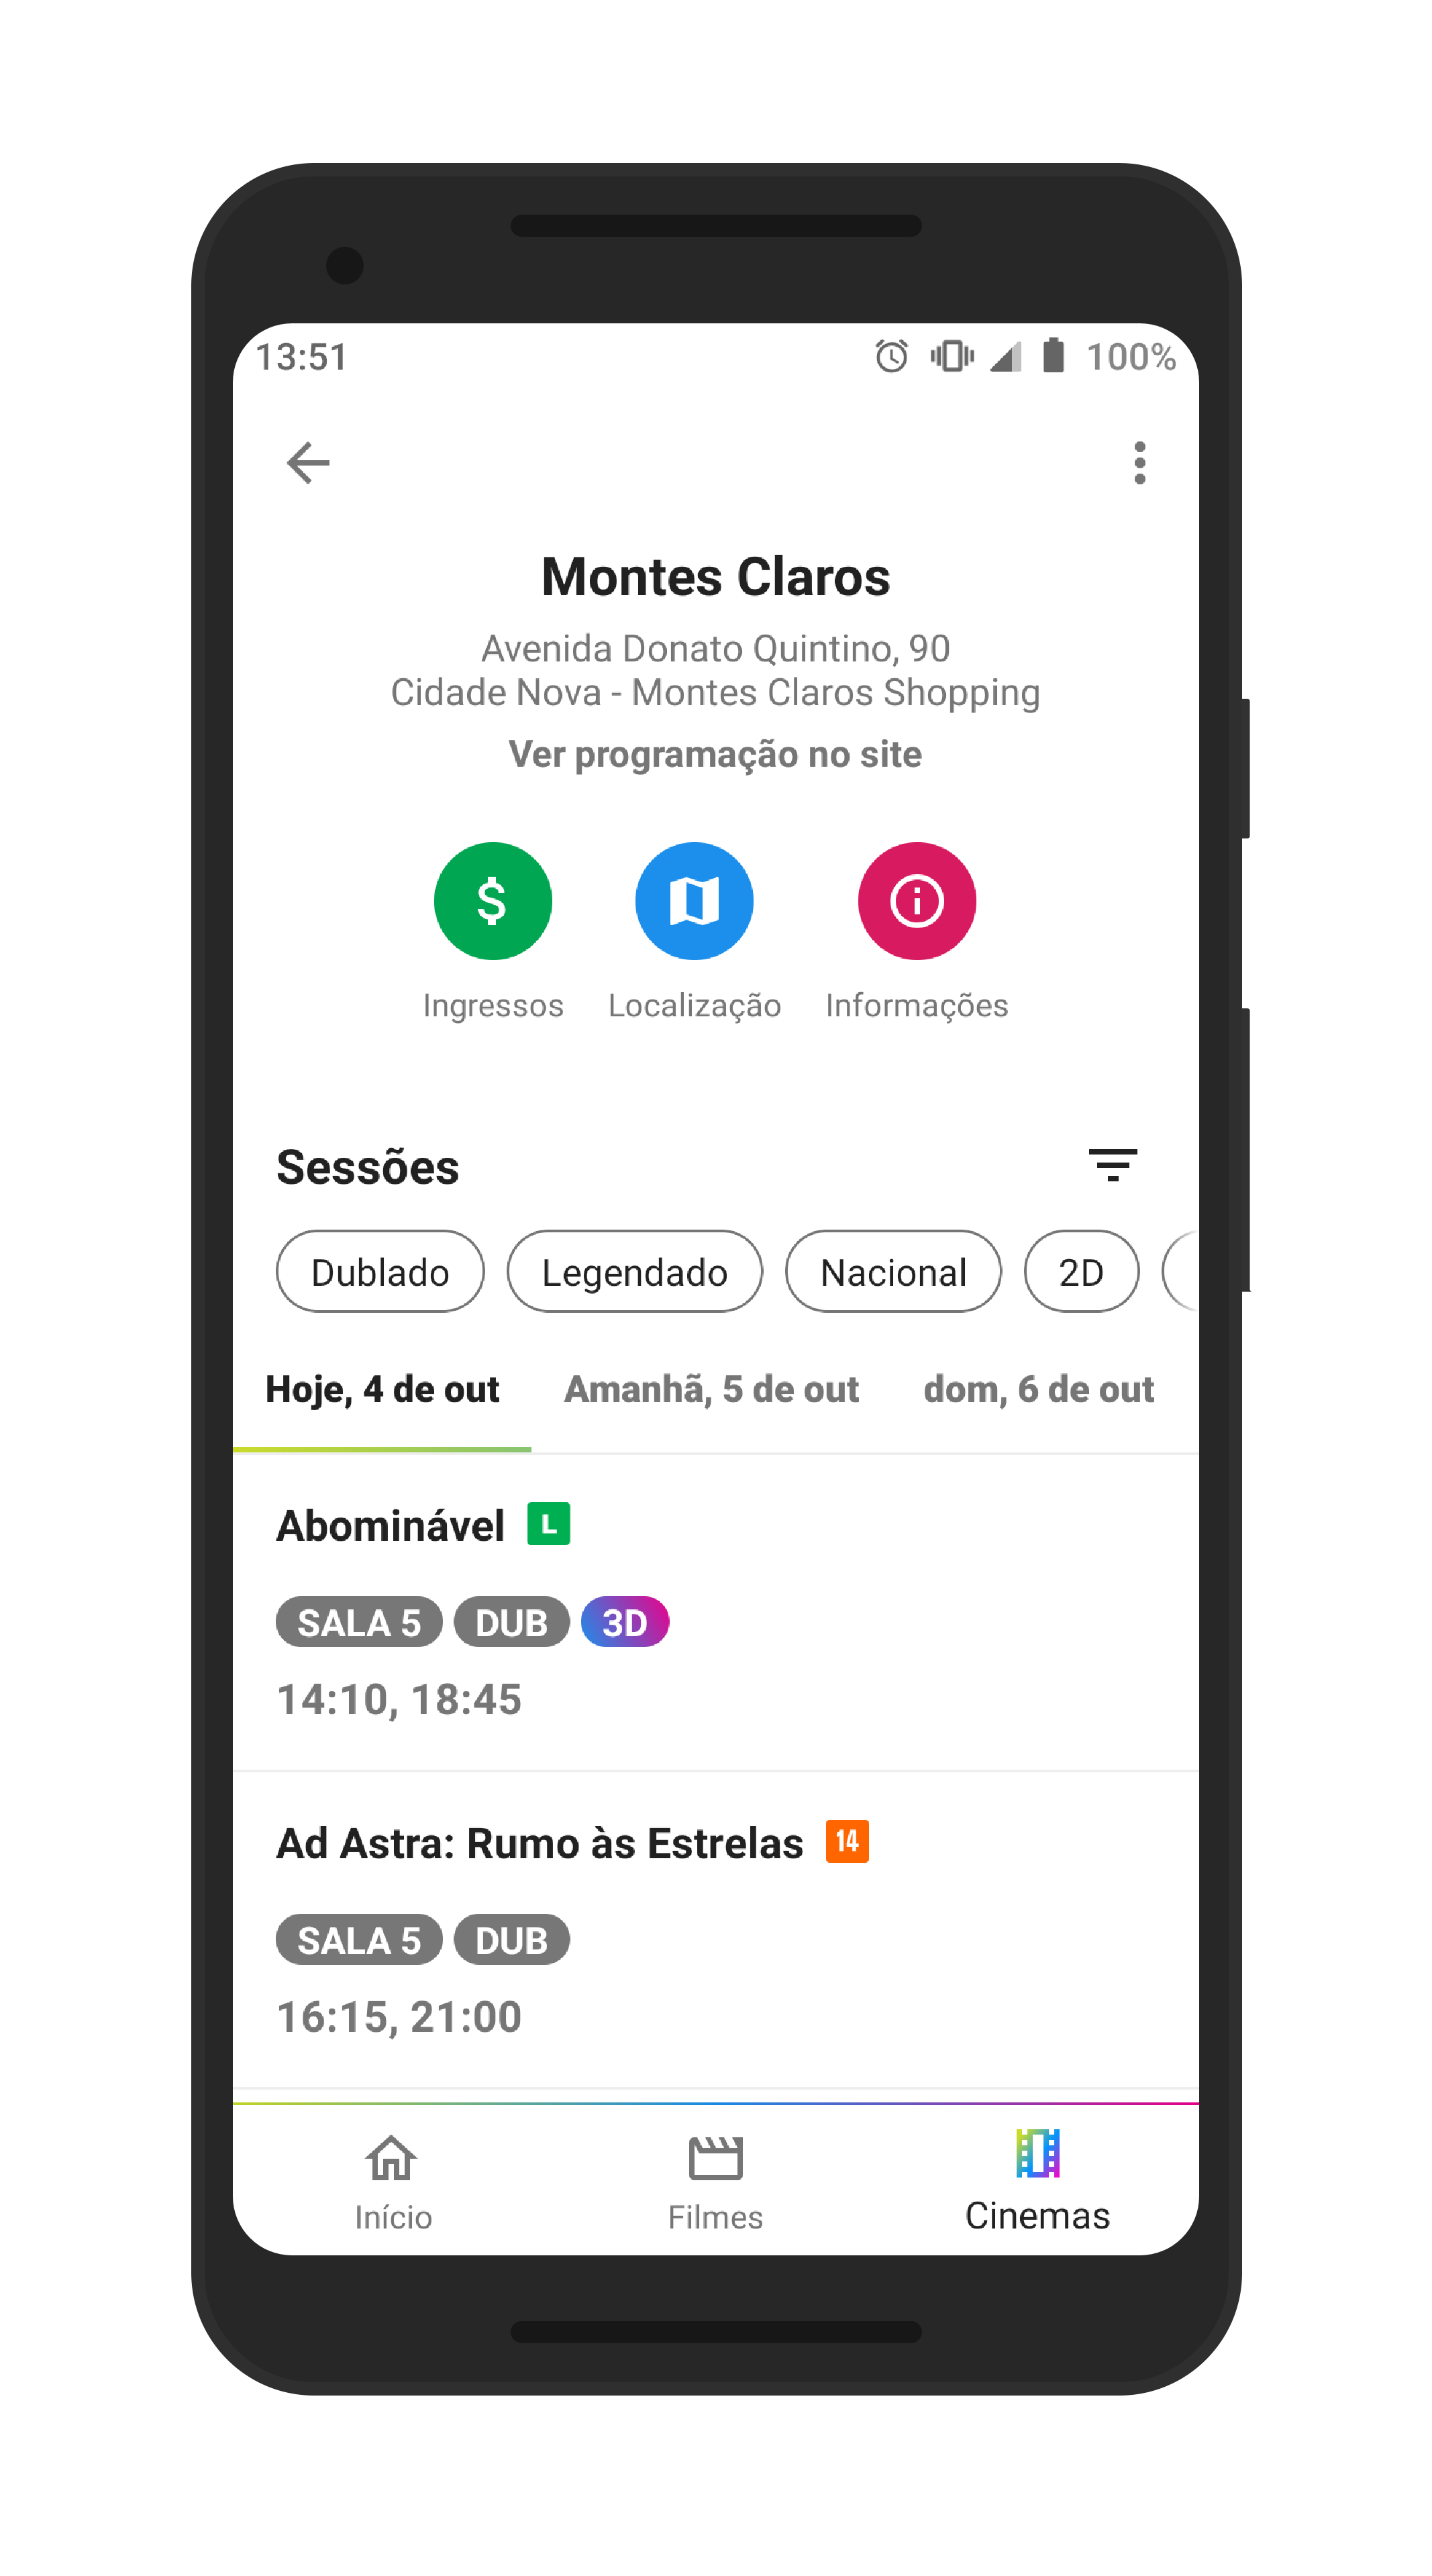 13:51 100%
Montes Claros
Avenida Donato Quintino, 90
Cidade Nova - Montes Claros Shopping
Ver programação no site
$
Ingressos Localização Informações
Sessões
Dublado Legendado Nacional 2D
Hoje, 4 de out Amanhã, 5 de out dom, 6 de out
Abominável L
SALA 5 DUB 3D
14:10, 18:45
Ad Astra: Rumo às Estrelas 14
SALA 5 DUB
16:15, 21:00
Início Filmes Cinemas